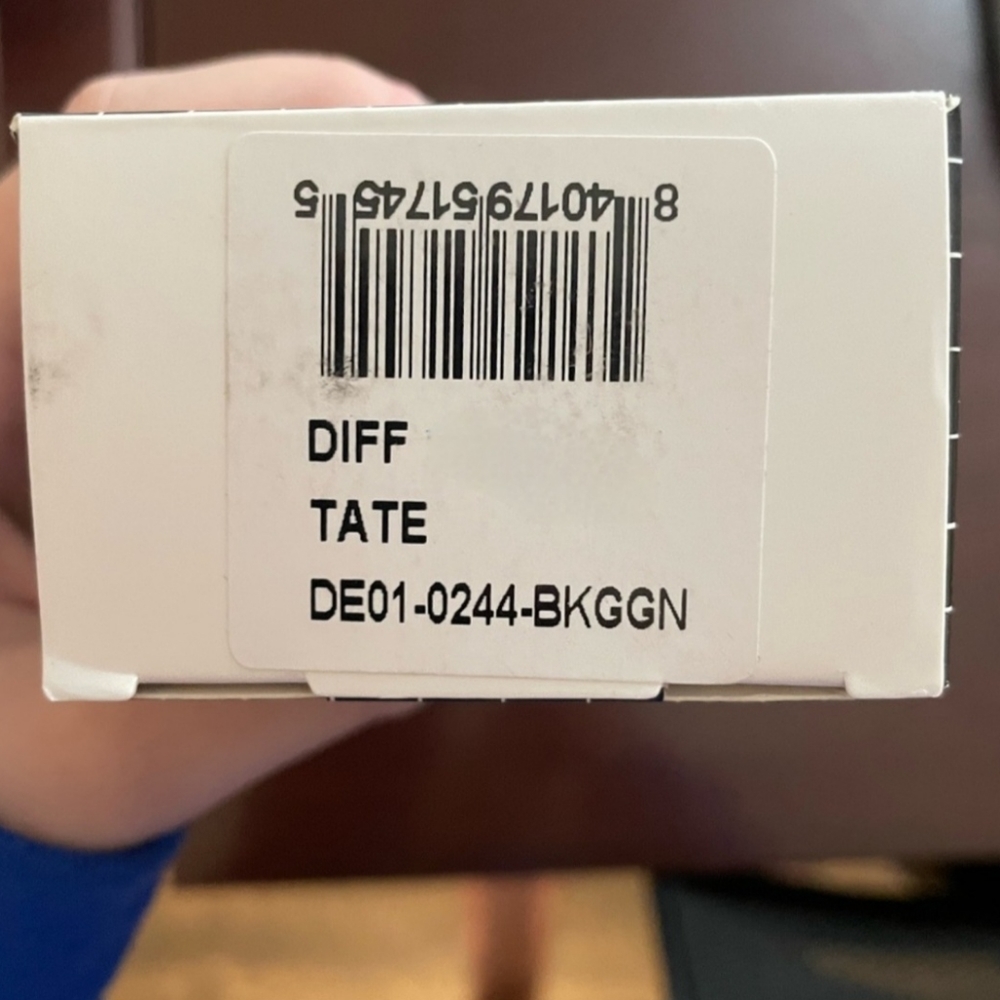 8 40179 51745 5
DIFF
TATE
DE01-0244-BKGGN